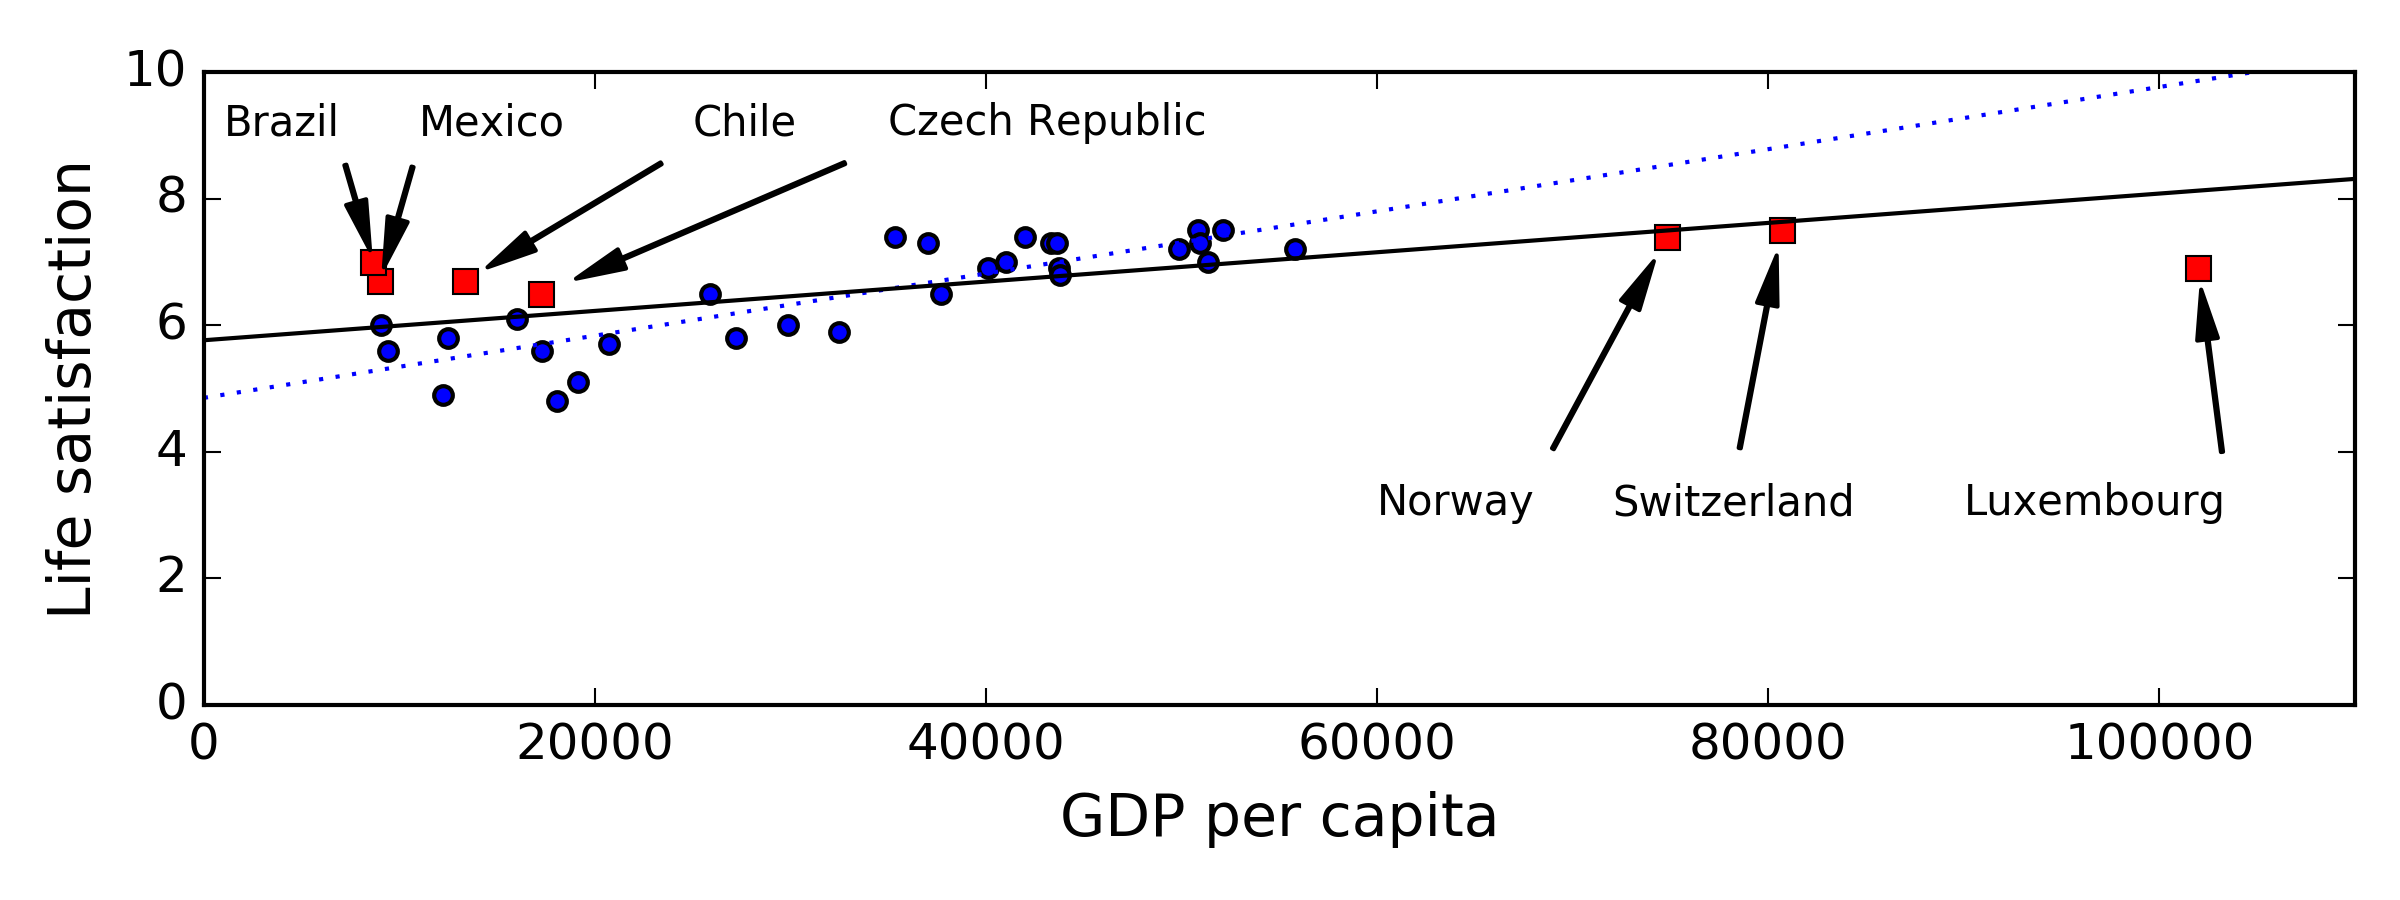 10
Brazil Mexico Chile Czech Republic
8
6
4
2
0
Life satisfaction
Norway Switzerland Luxembourg
0 20000 40000 60000 80000 100000
GDP per capita